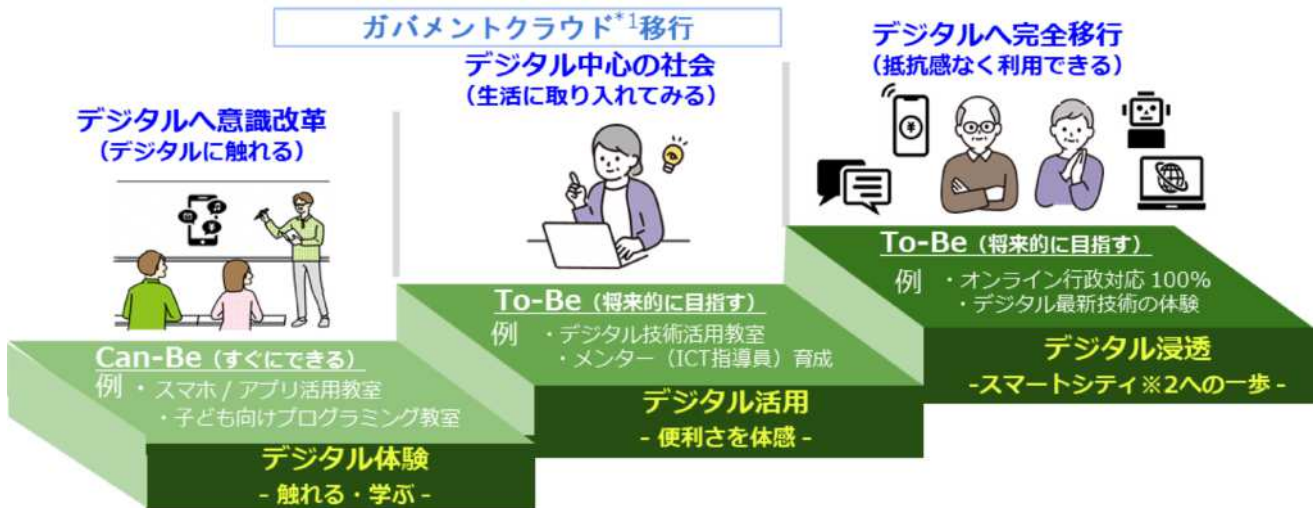 ガバメントクラウド*1移行
デジタルへ意識改革
(デジタルに触れる)
Can-Be (すぐにできる)
例 ・スマホ / アプリ活用教室
・子ども向けプログラミング教室
デジタル体験
- 触れる・学ぶ -
デジタル中心の社会
(生活に取り入れてみる)
To-Be (将来的に目指す)
例 ・デジタル技術活用教室
・メンター（ICT指導員）育成
デジタル活用
- 便利さを体感 -
デジタルへ完全移行
(抵抗感なく利用できる)
¥
To-Be (将来的に目指す)
例 ・オンライン行政対応 100%
・デジタル最新技術の体験
デジタル浸透
-スマートシティ※2への一歩 -